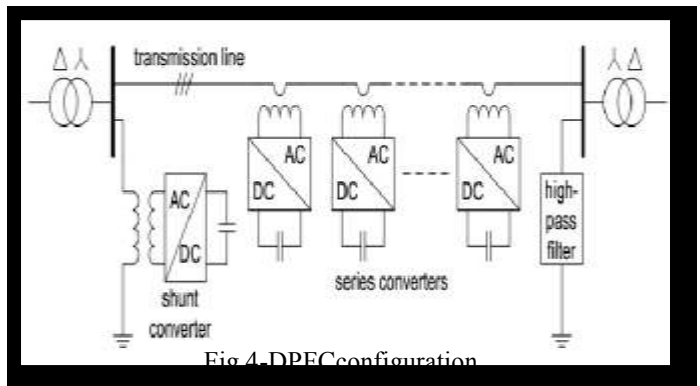 Δ Y
transmission line
Y Δ
AC
DC
AC
DC
AC
DC
AC
DC
high-
pass
filter
series converters
shunt
converter
Fig.4-DPFCconfiguration